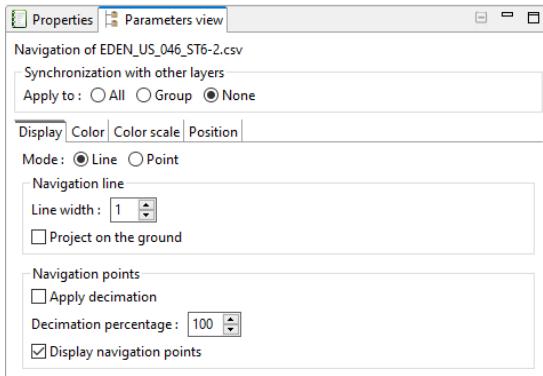 Properties Parameters view
Navigation of EDEN_US_046_ST6-2.csv
Synchronization with other layers
Apply to : All Group None
Display Color Color scale Position
Mode : Line Point
Navigation line
Line width : 1
Project on the ground
Navigation points
Apply decimation
Decimation percentage : 100
Display navigation points